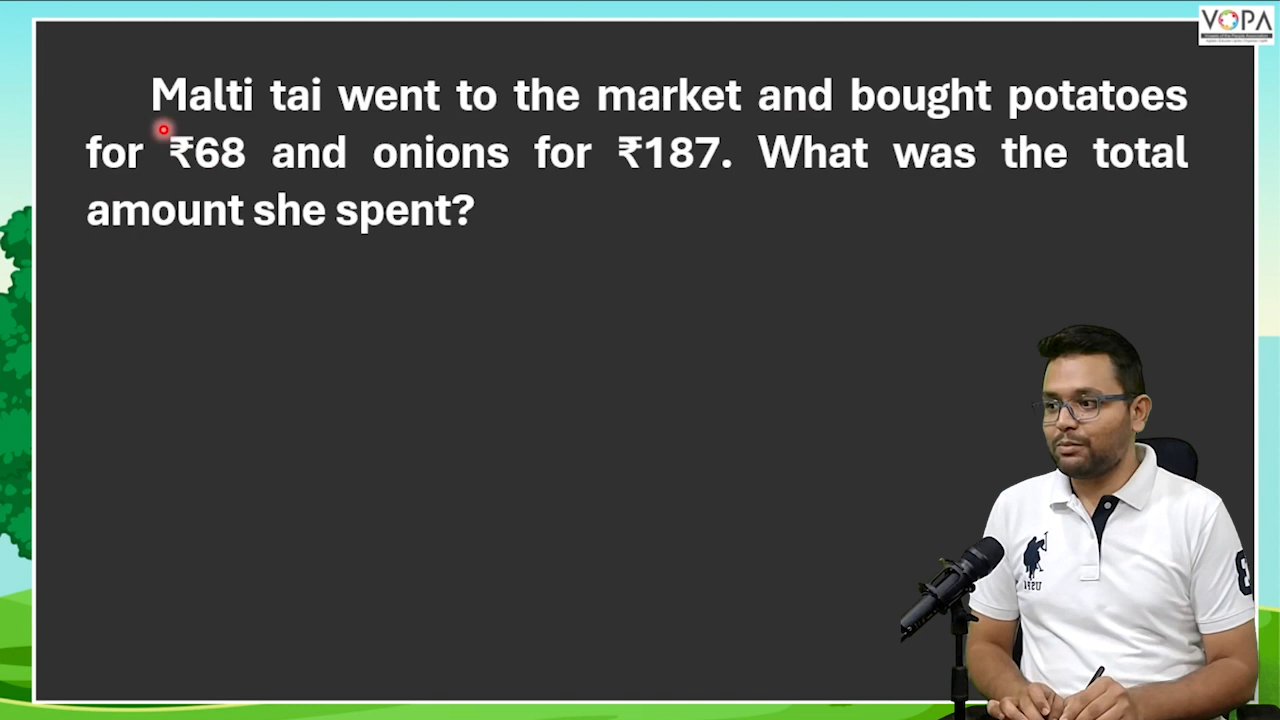 VOPA
Malti tai went to the market and bought potatoes
for ₹68 and onions for ₹187. What was the total
amount she spent?
USPA